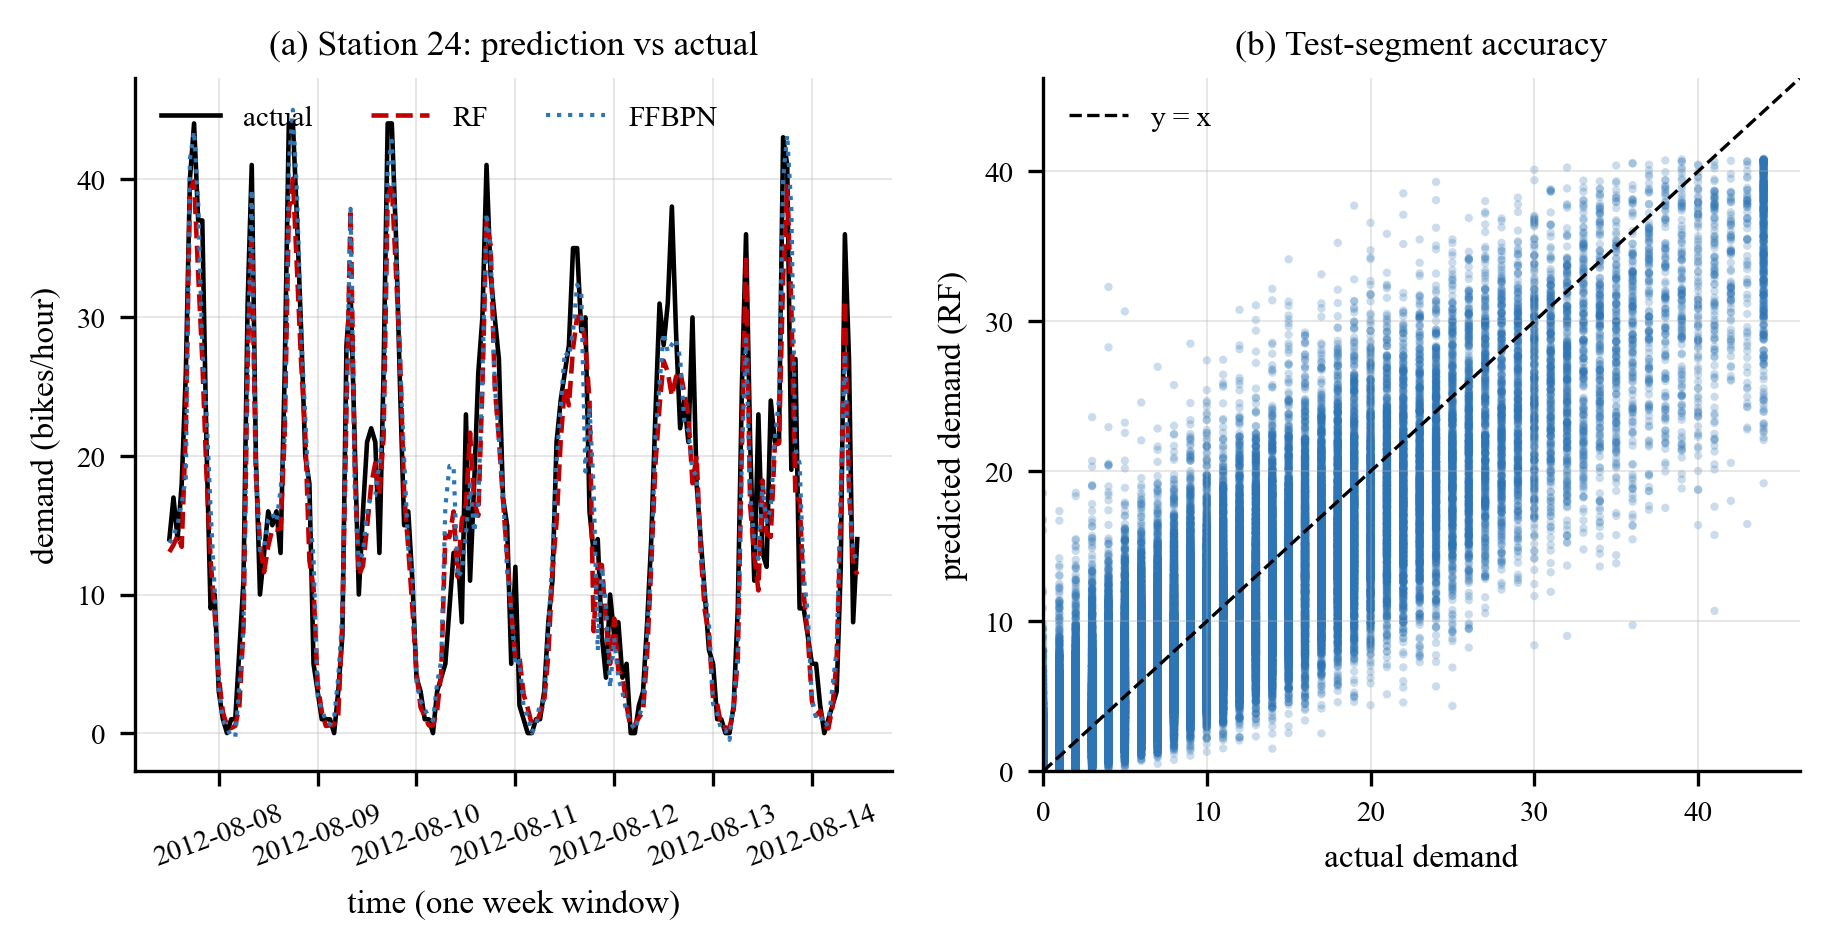 (a) Station 24: prediction vs actual
actual RF FFBPN
demand (bikes/hour)
40
30
20
10
0
2012-08-08 2012-08-09 2012-08-10 2012-08-11 2012-08-12 2012-08-13 2012-08-14
time (one week window)
(b) Test-segment accuracy
y = x
predicted demand (RF)
40
30
20
10
0
0 10 20 30 40
actual demand